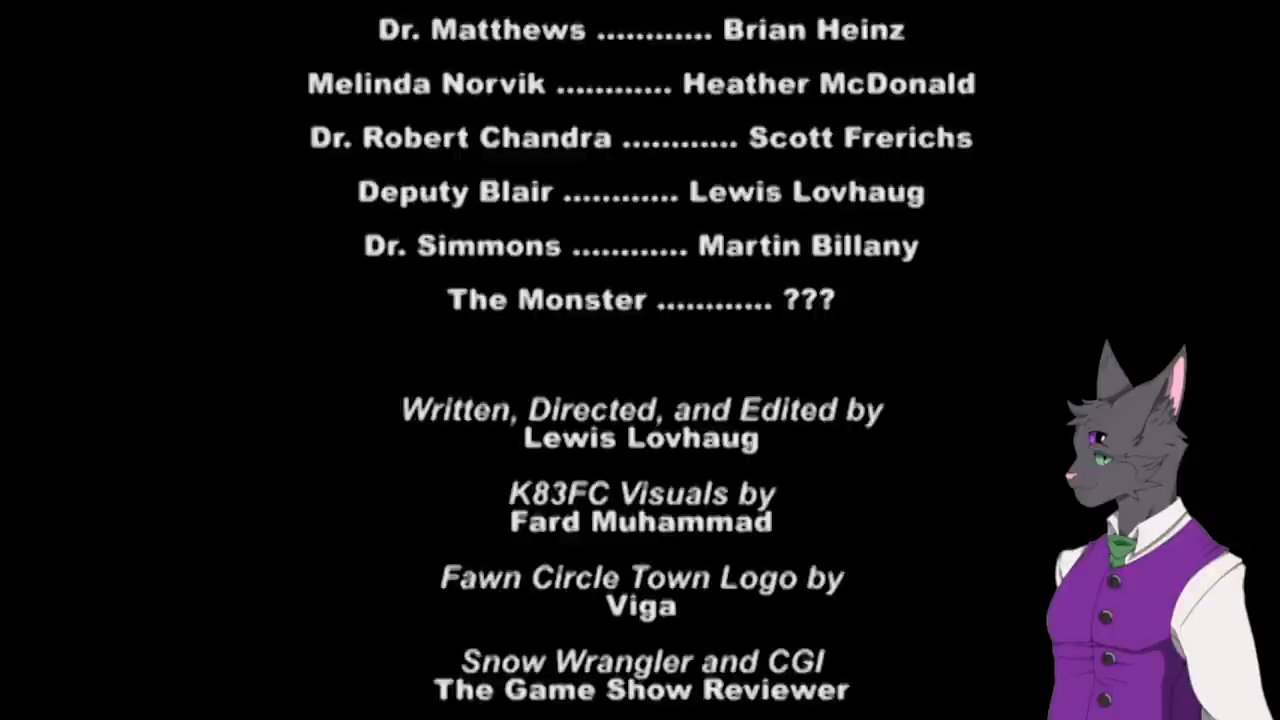 Dr. Matthews ............ Brian Heinz
Melinda Norvik ............ Heather McDonald
Dr. Robert Chandra ............ Scott Frerichs
Deputy Blair ............ Lewis Lovhaug
Dr. Simmons ............ Martin Billany
The Monster ............ ???
Written, Directed, and Edited by
Lewis Lovhaug
K83FC Visuals by
Fard Muhammad
Fawn Circle Town Logo by
Viga
Snow Wrangler and CGI
The Game Show Reviewer